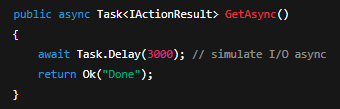 public async Task<IActionResult> GetAsync()
{
    await Task.Delay(3000); // simulate I/O async
    return Ok("Done");
}